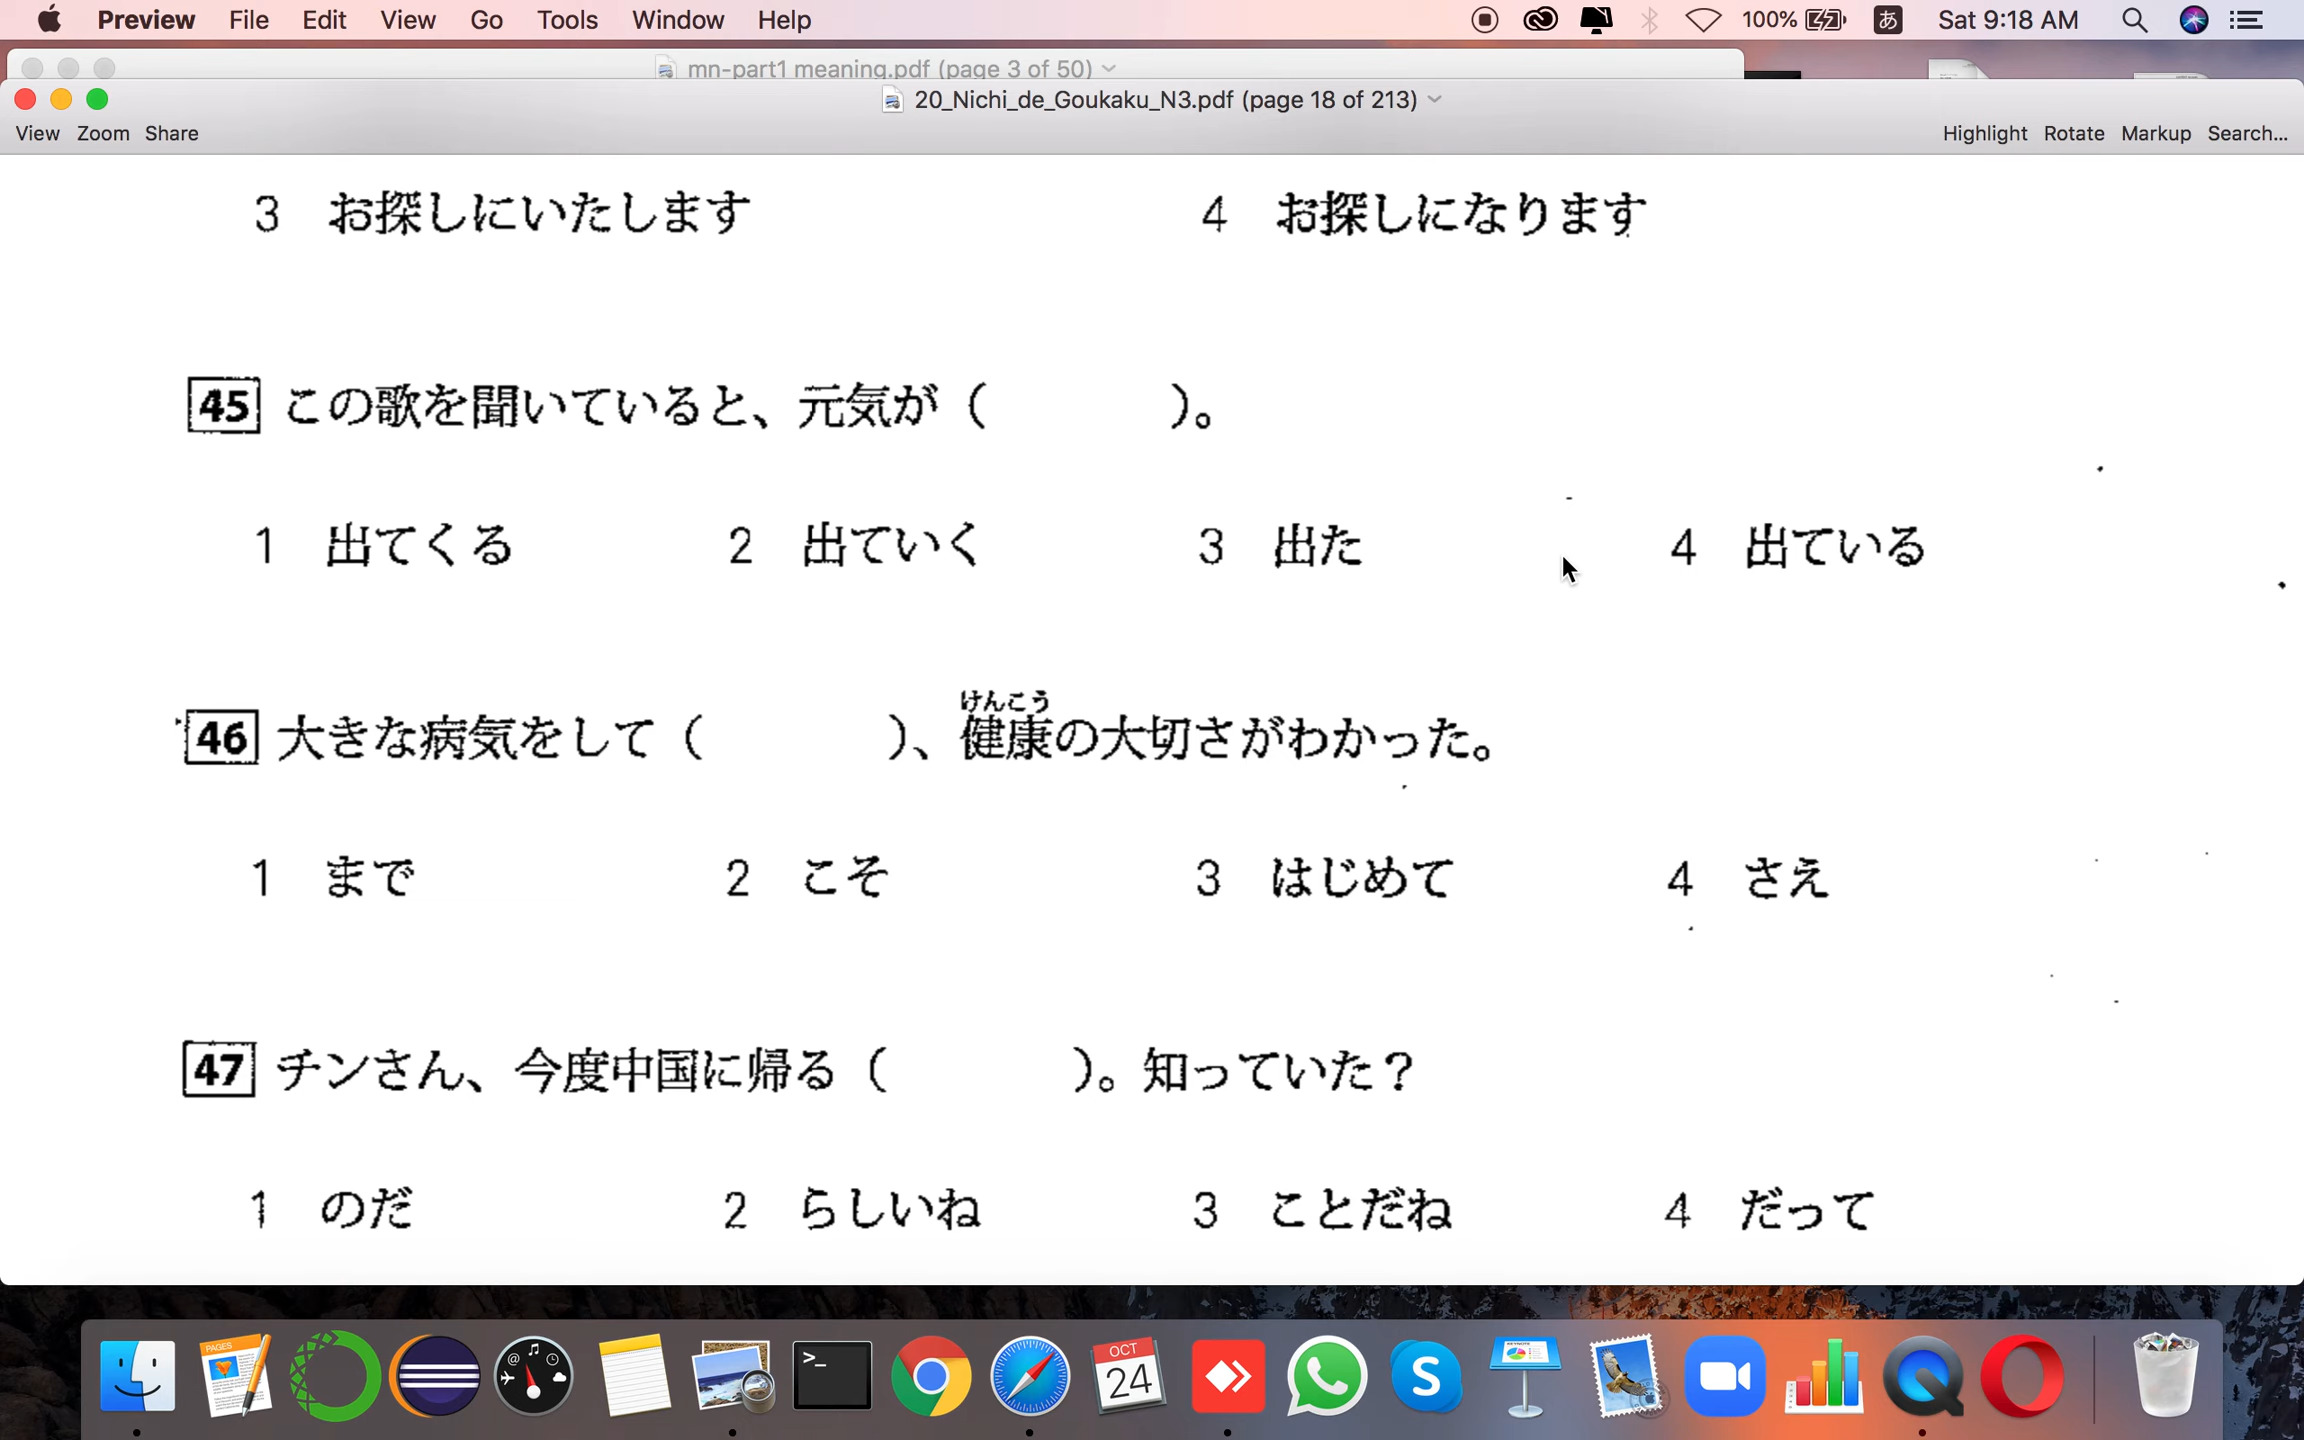 Preview File Edit View Go Tools Window Help 100% あ Sat 9:18 AM
mn-part1 meaning.pdf (page 3 of 50)
20_Nichi_de_Goukaku_N3.pdf (page 18 of 213)
View Zoom Share Highlight Rotate Markup Search...
3 お探しにいたします 4 お探しになります
45 この歌を聞いていると、元気が（ ）。
1 出てくる 2 出ていく 3 出た 4 出ている
けんこう
46 大きな病気をして（ ）、健康の大切さがわかった。
1 まで 2 こそ 3 はじめて 4 さえ
47 チンさん、今度中国に帰る（ ）。知っていた？
1 のだ 2 らしいね 3 ことだね 4 だって
PAGES
OCT
24
S